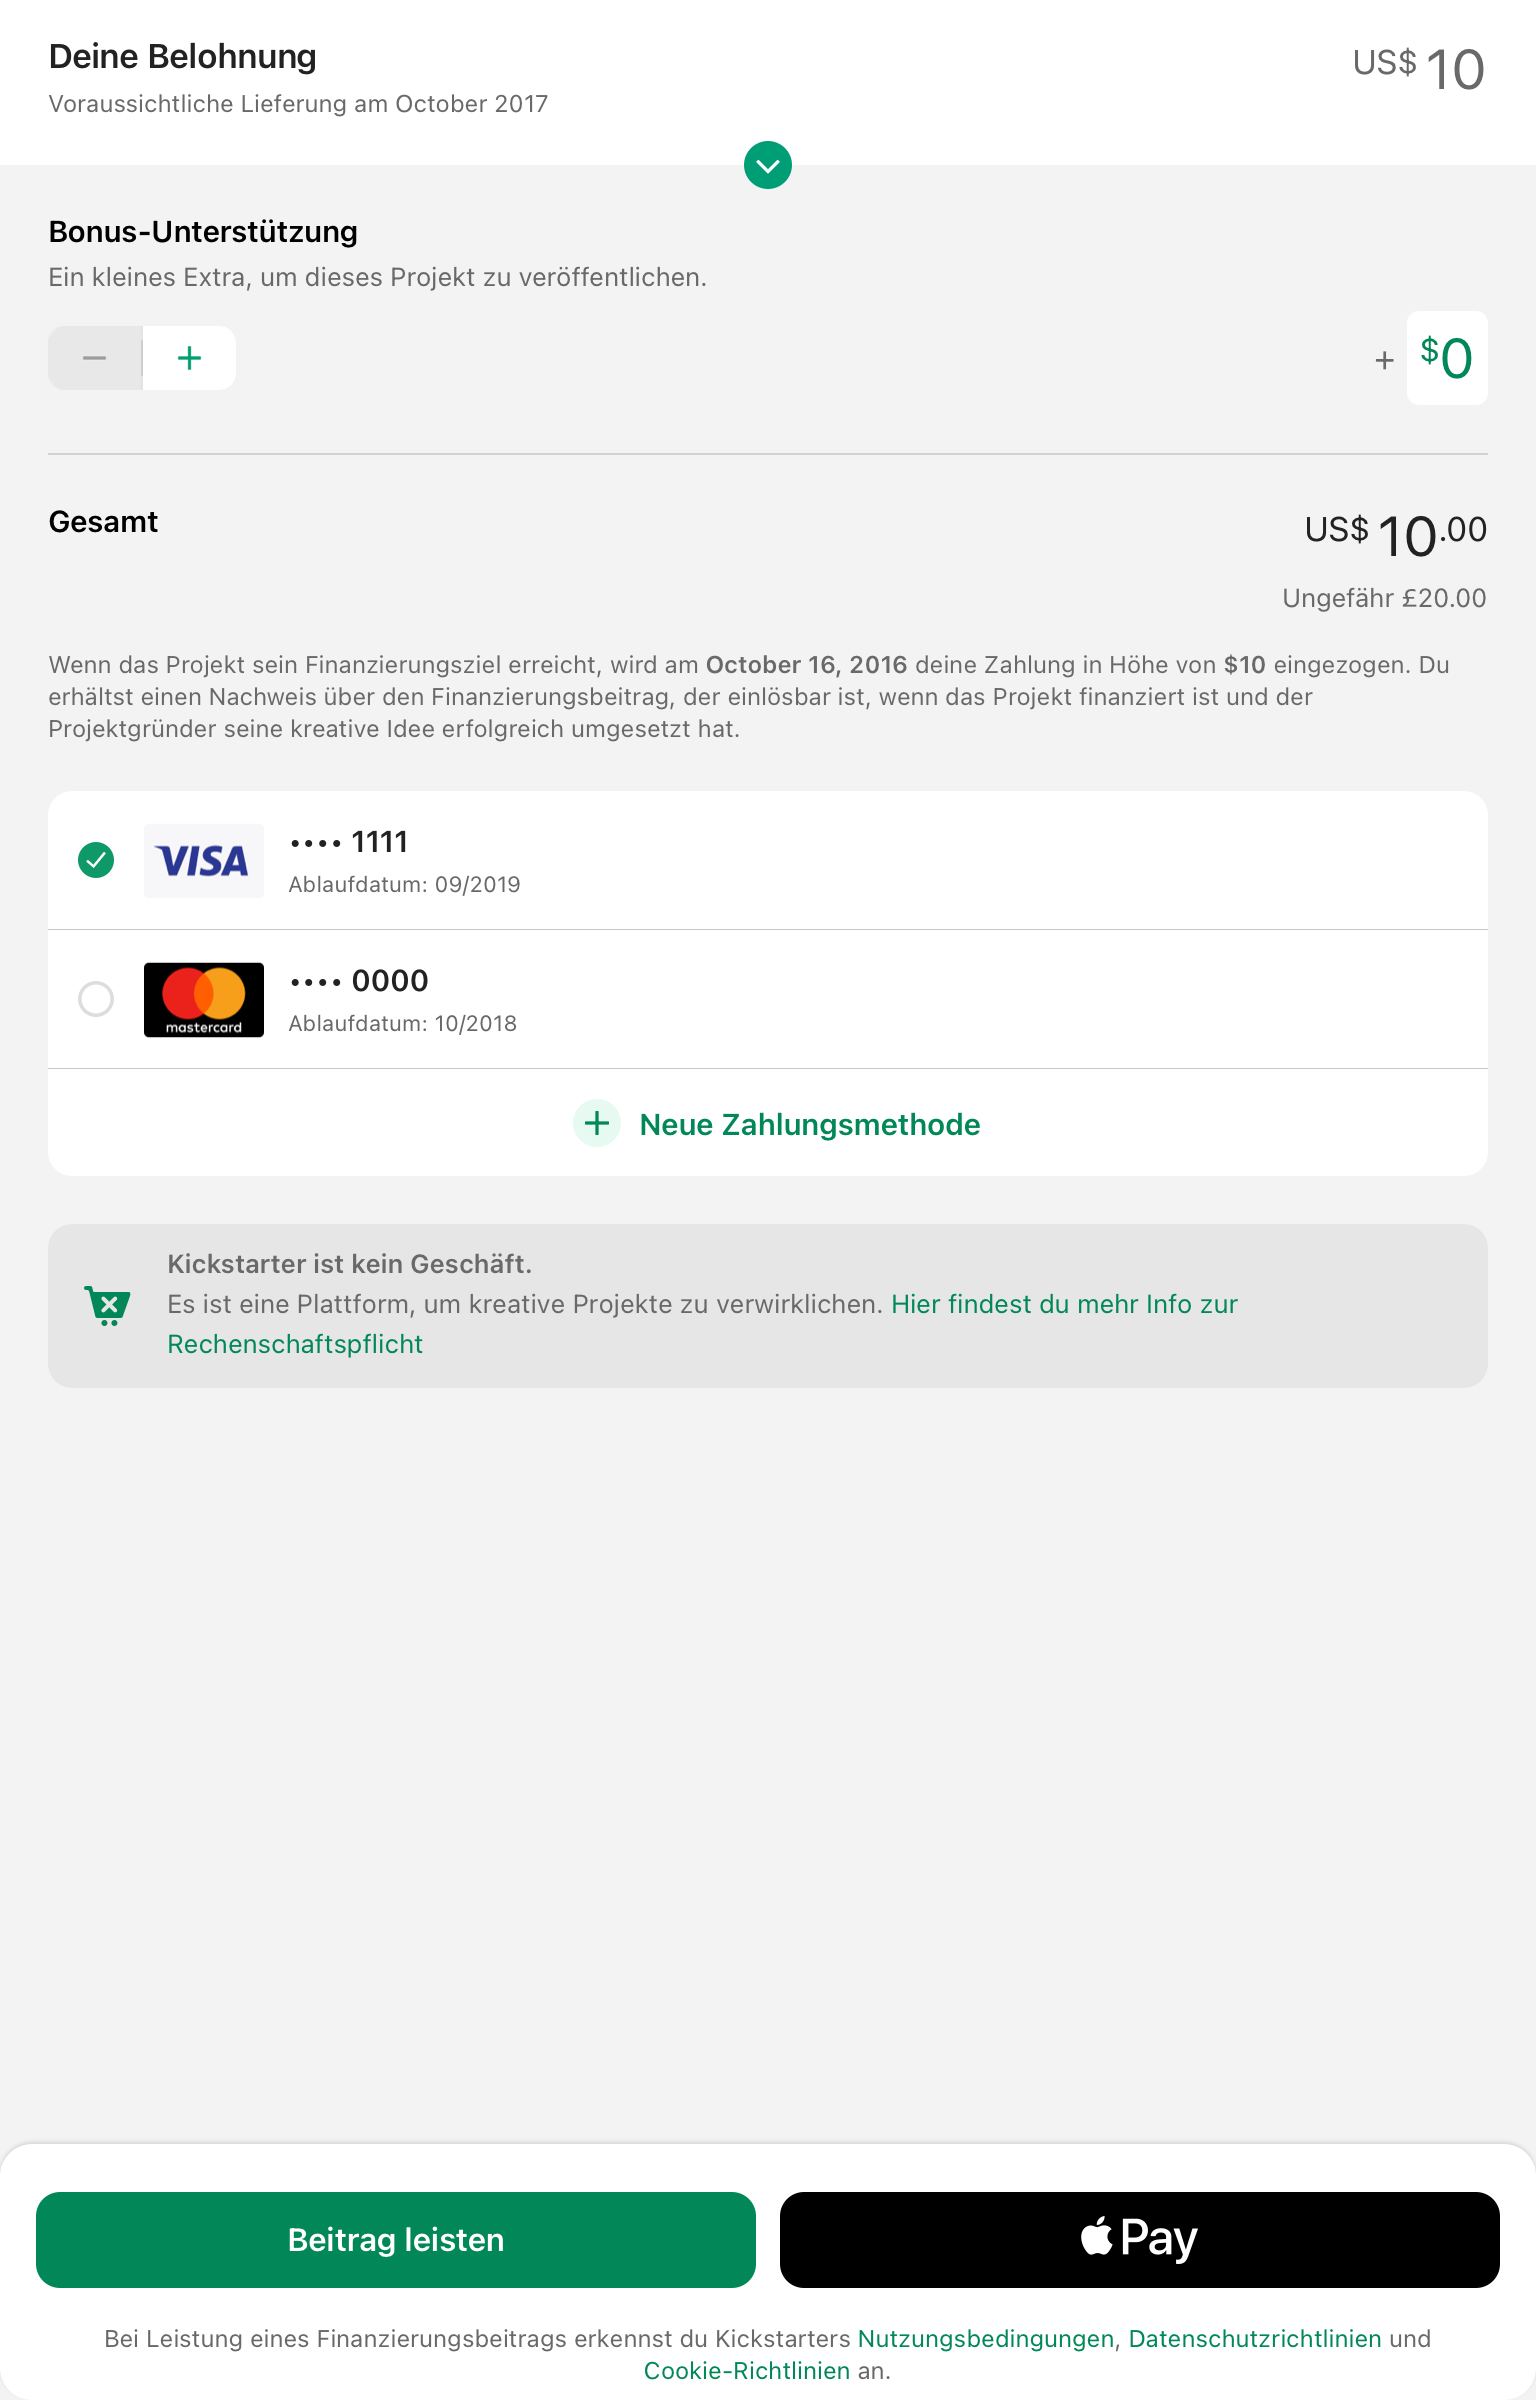 Deine Belohnung
US$ 10
Voraussichtliche Lieferung am October 2017
Bonus-Unterstützung
Ein kleines Extra, um dieses Projekt zu veröffentlichen.
− +
+ $0
Gesamt
US$ 10.00
Ungefähr £20.00
Wenn das Projekt sein Finanzierungsziel erreicht, wird am October 16, 2016 deine Zahlung in Höhe von $10 eingezogen. Du
erhältst einen Nachweis über den Finanzierungsbeitrag, der einlösbar ist, wenn das Projekt finanziert ist und der
Projektgründer seine kreative Idee erfolgreich umgesetzt hat.
VISA
•••• 1111
Ablaufdatum: 09/2019
mastercard
•••• 0000
Ablaufdatum: 10/2018
+ Neue Zahlungsmethode
Kickstarter ist kein Geschäft.
Es ist eine Plattform, um kreative Projekte zu verwirklichen. Hier findest du mehr Info zur
Rechenschaftspflicht
Beitrag leisten
Pay
Bei Leistung eines Finanzierungsbeitrags erkennst du Kickstarters Nutzungsbedingungen, Datenschutzrichtlinien und
Cookie-Richtlinien an.